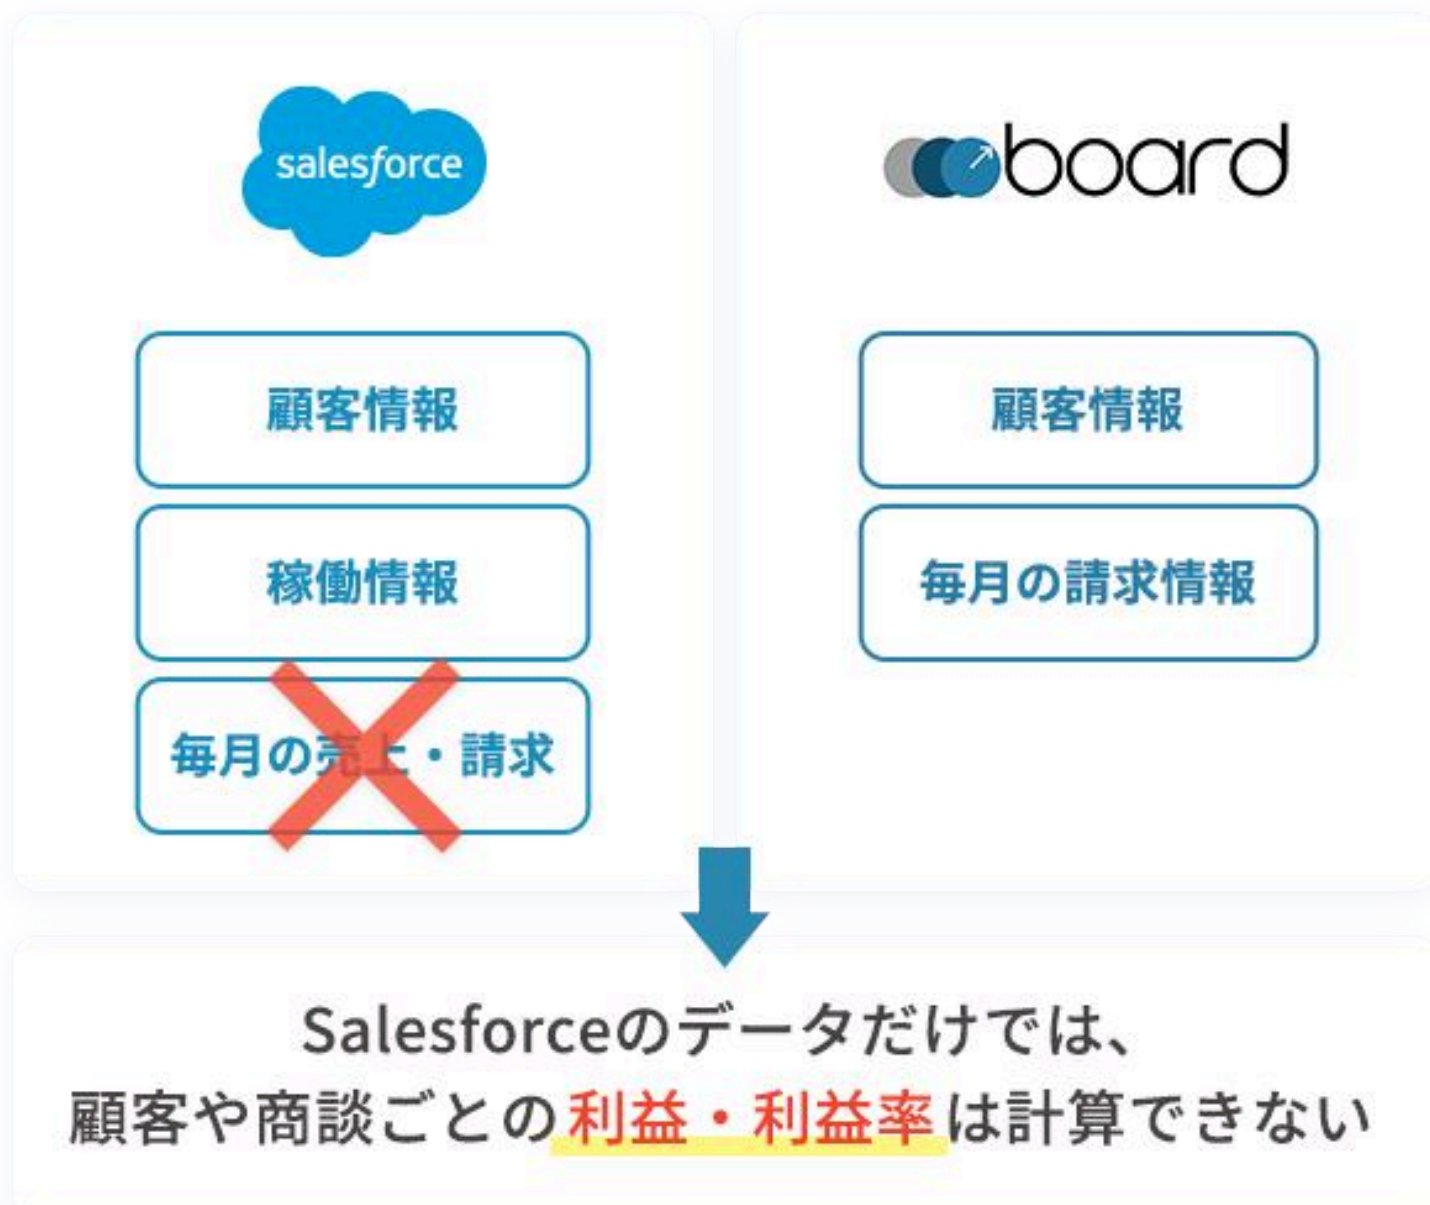 salesforce
顧客情報
稼働情報
毎月の売上・請求
board
顧客情報
毎月の請求情報
Salesforceのデータだけでは、
顧客や商談ごとの利益・利益率は計算できない